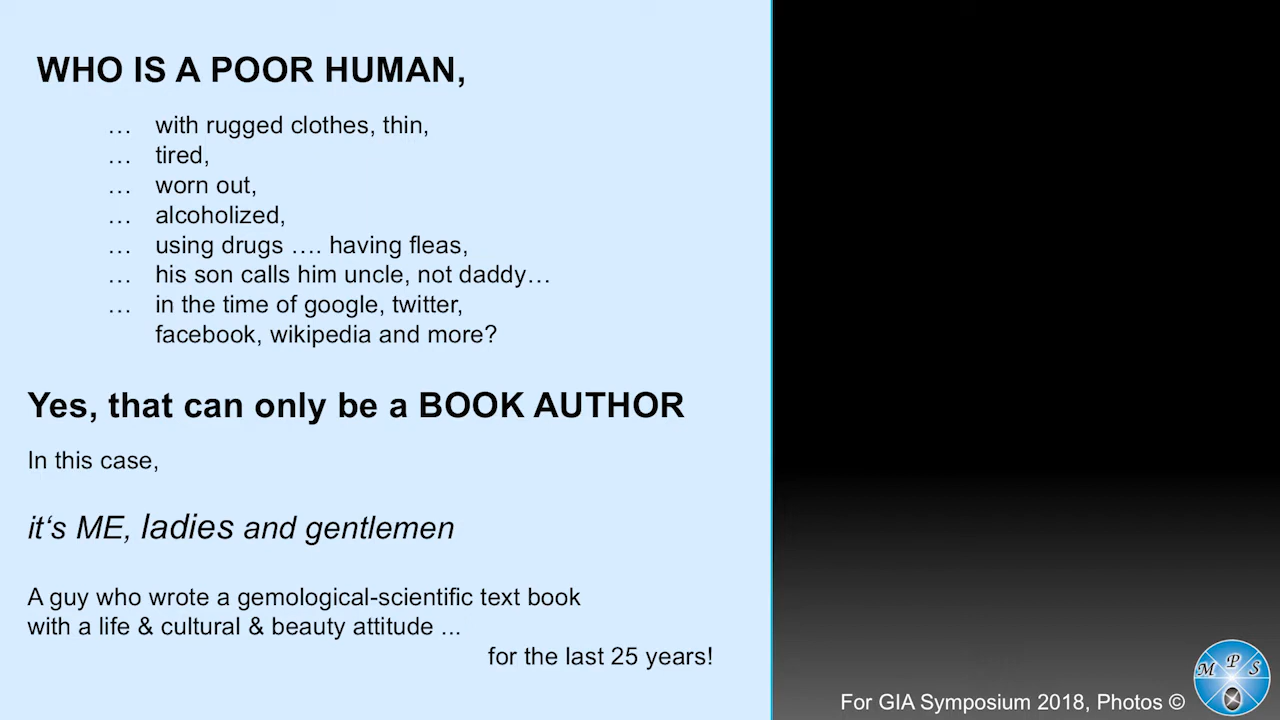 WHO IS A POOR HUMAN,
… with rugged clothes, thin,
… tired,
… worn out,
… alcoholized,
… using drugs …. having fleas,
… his son calls him uncle, not daddy…
… in the time of google, twitter,
facebook, wikipedia and more?
Yes, that can only be a BOOK AUTHOR
In this case,
it‘s ME, ladies and gentlemen
A guy who wrote a gemological-scientific text book
with a life & cultural & beauty attitude ...
for the last 25 years!
For GIA Symposium 2018, Photos ©
M P S